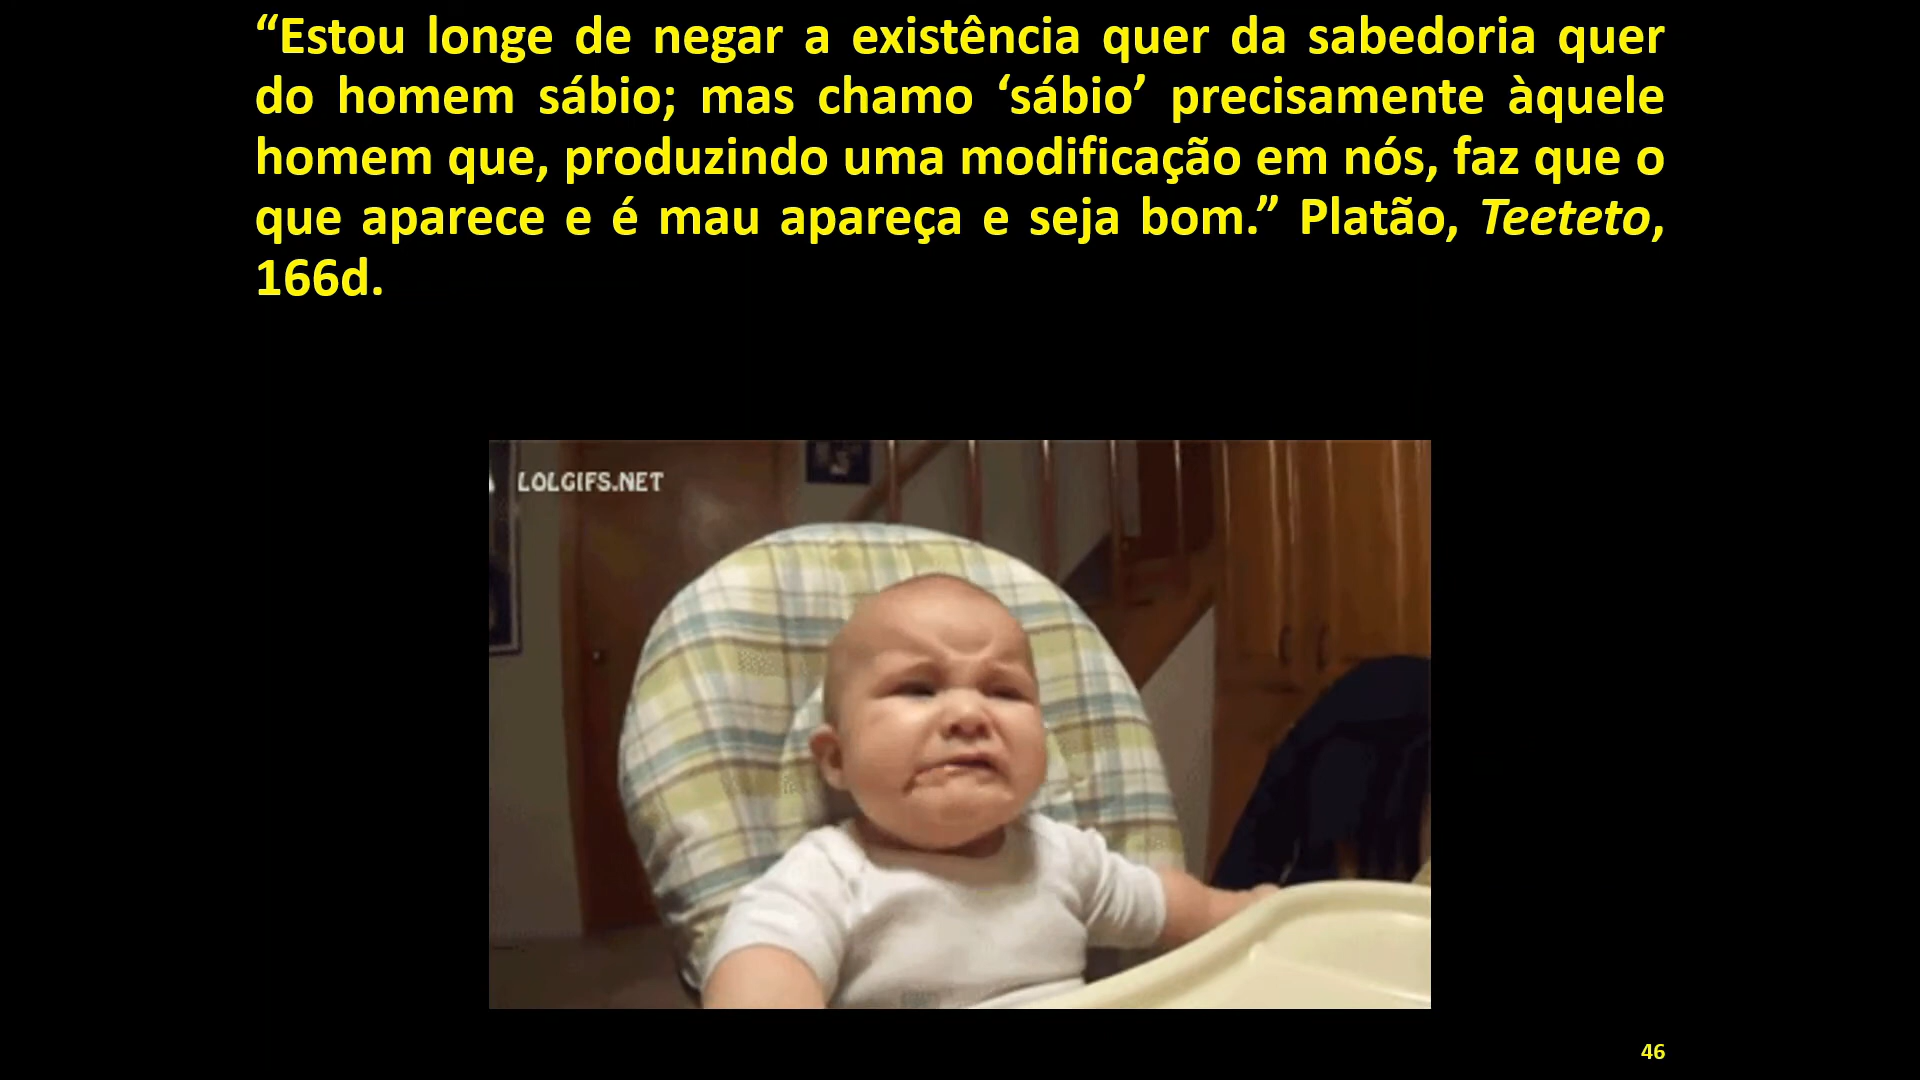 “Estou longe de negar a existência quer da sabedoria quer
do homem sábio; mas chamo ‘sábio’ precisamente àquele
homem que, produzindo uma modificação em nós, faz que o
que aparece e é mau apareça e seja bom.” Platão, Teeteto,
166d.
LOLGIFS.NET
46